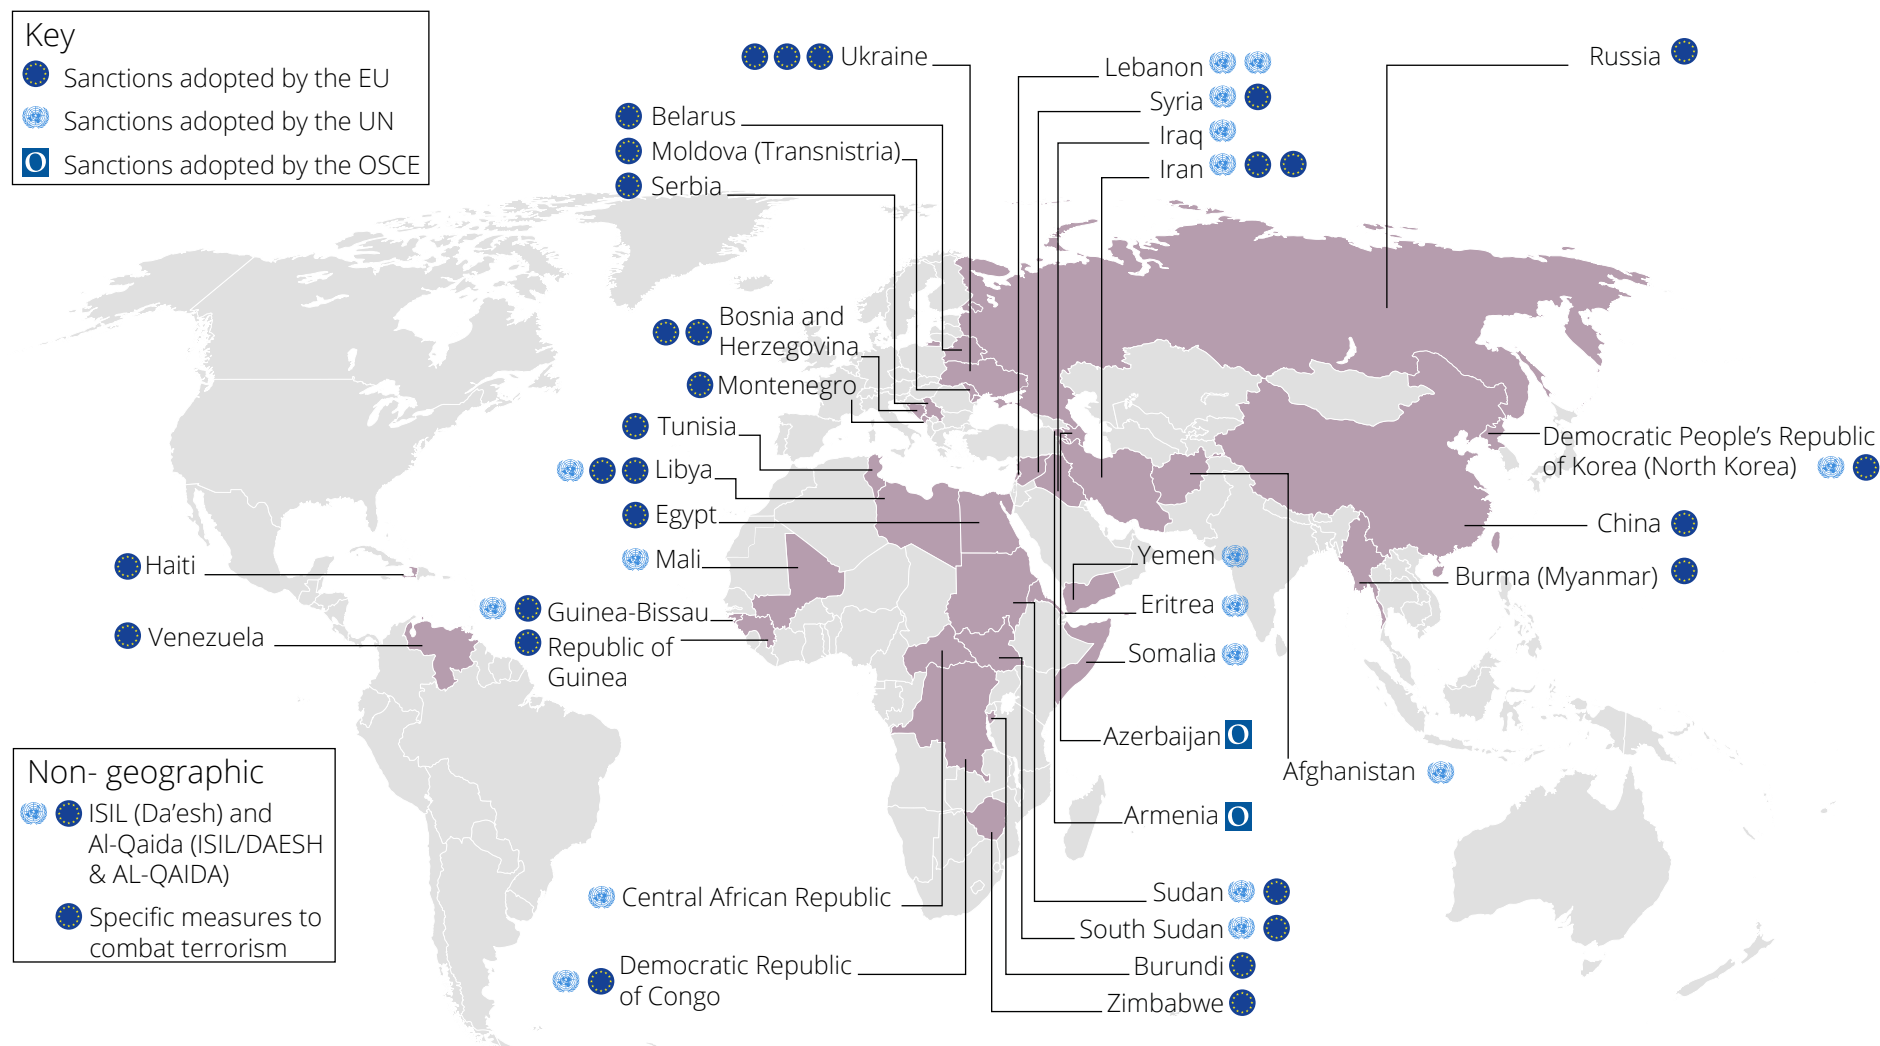 Key
Sanctions adopted by the EU
Sanctions adopted by the UN
O Sanctions adopted by the OSCE
Ukraine
Belarus
Moldova (Transnistria)
Serbia
Lebanon
Syria
Iraq
Iran
Russia
Bosnia and
Herzegovina
Montenegro
Tunisia
Libya
Egypt
Mali
Guinea-Bissau
Republic of
Guinea
Haiti
Venezuela
Democratic People's Republic
of Korea (North Korea)
China
Burma (Myanmar)
Yemen
Eritrea
Somalia
Azerbaijan O
Afghanistan
Armenia O
Non- geographic
ISIL (Da'esh) and
Al-Qaida (ISIL/DAESH
& AL-QAIDA)
Specific measures to
combat terrorism
Central African Republic
Democratic Republic
of Congo
Sudan
South Sudan
Burundi
Zimbabwe